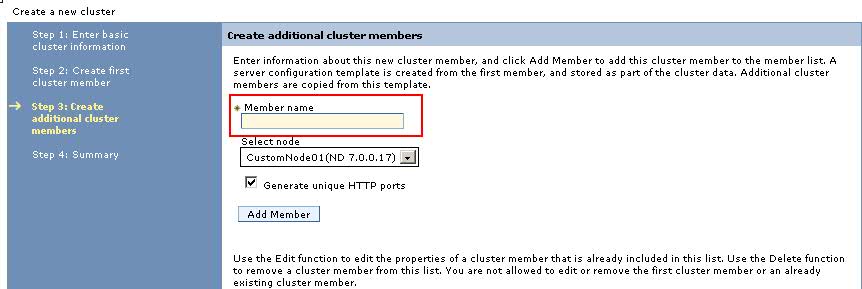 Create a new cluster
Step 1: Enter basic
cluster information
Step 2: Create first
cluster member
Step 3: Create
additional cluster
members
Step 4: Summary
Create additional cluster members
Enter information about this new cluster member, and click Add Member to add this cluster member to the member list. A
server configuration template is created from the first member, and stored as part of the cluster data. Additional cluster
members are copied from this template.
Member name
Select node
CustomNode01(ND 7.0.0.17)
Generate unique HTTP ports
Add Member
Use the Edit function to edit the properties of a cluster member that is already included in this list. Use the Delete function
to remove a cluster member from this list. You are not allowed to edit or remove the first cluster member or an already
existing cluster member.